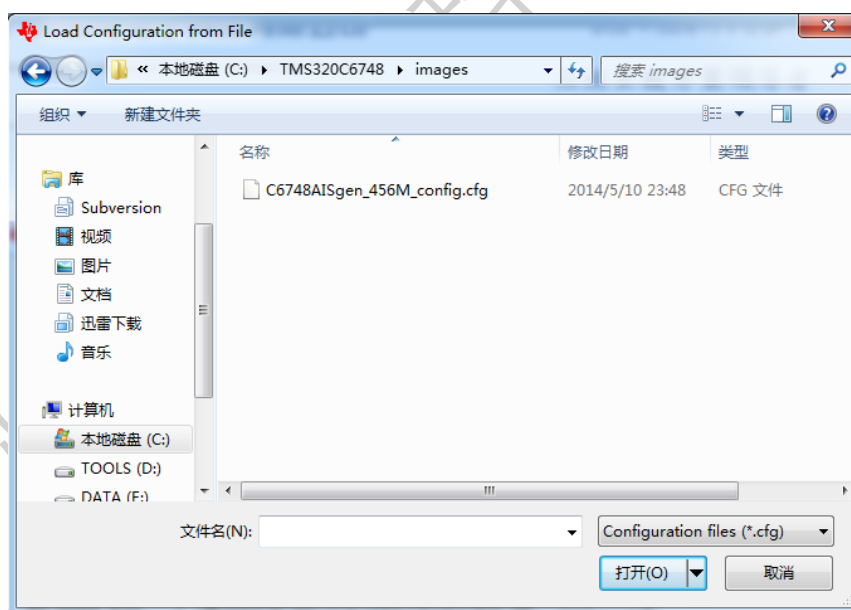 Load Configuration from File
« 本地磁盘 (C:) ▸ TMS320C6748 ▸ images
搜索 images
组织 新建文件夹
名称 修改日期 类型
C6748AISgen_456M_config.cfg 2014/5/10 23:48 CFG 文件
库
Subversion
视频
图片
文档
迅雷下载
音乐
计算机
本地磁盘 (C:)
TOOLS (D:)
DATA (E:)
文件名(N): Configuration files (*.cfg)
打开(O) 取消